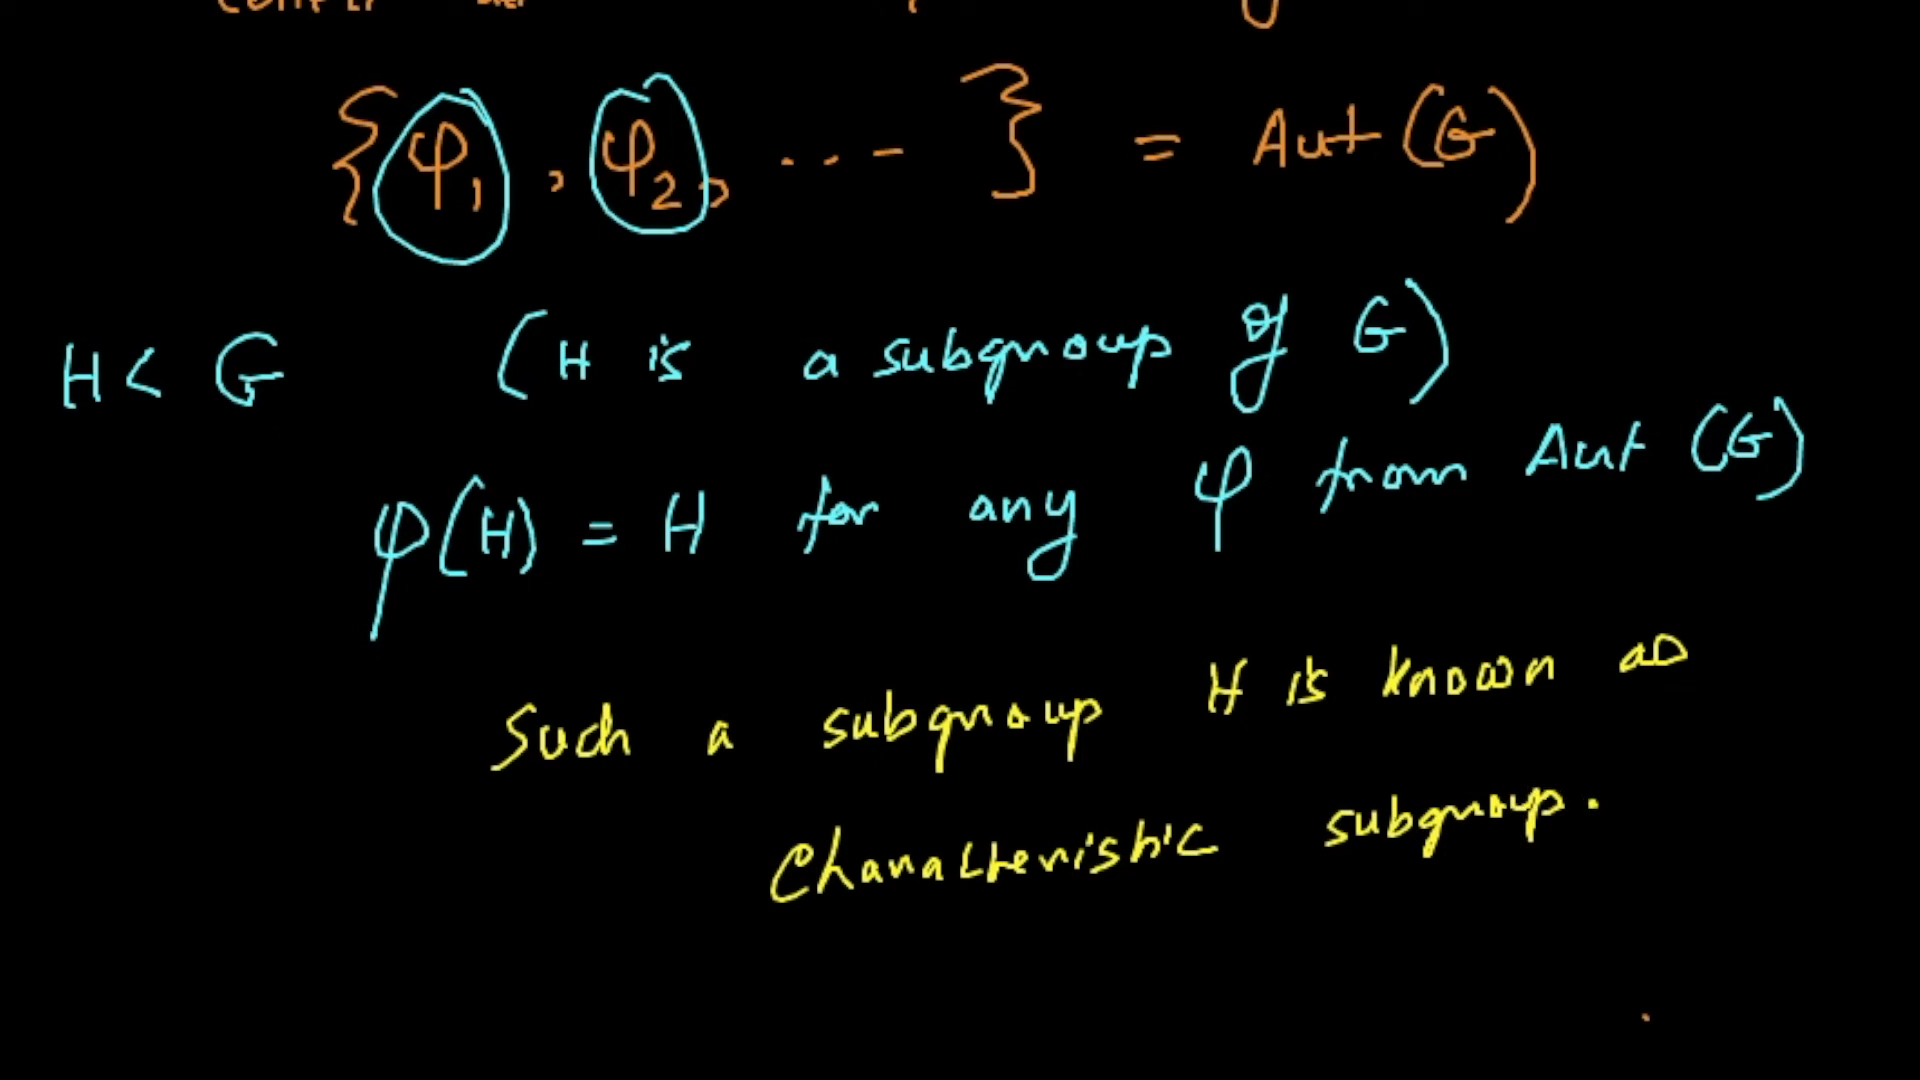 {φ₁, φ₂, ...-} = Aut(G)
H < G (H is a subgroup of G)
φ(H) = H for any φ from Aut (G)
Such a subgroup H is known as
Characteristic subgroup.